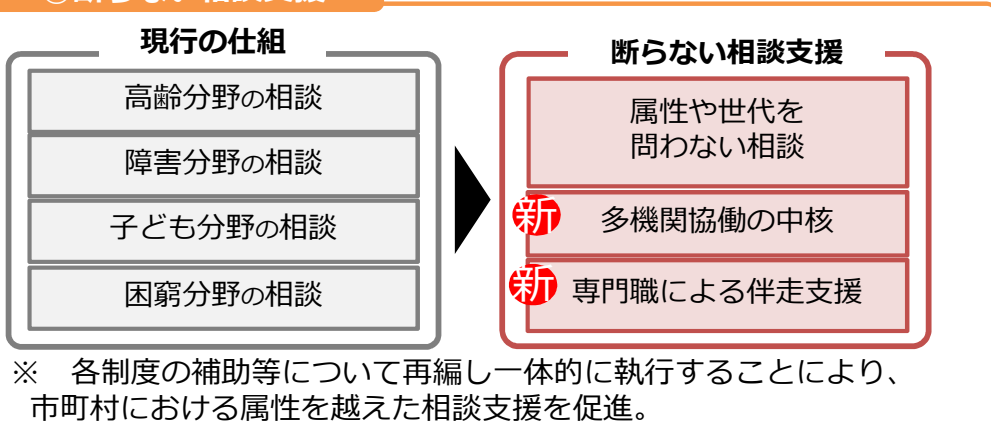 現行の仕組
高齢分野の相談
障害分野の相談
子ども分野の相談
困窮分野の相談
断らない相談支援
属性や世代を
問わない相談
新 多機関協働の中核
新 専門職による伴走支援
※ 各制度の補助等について再編し一体的に執行することにより、
市町村における属性を越えた相談支援を促進。